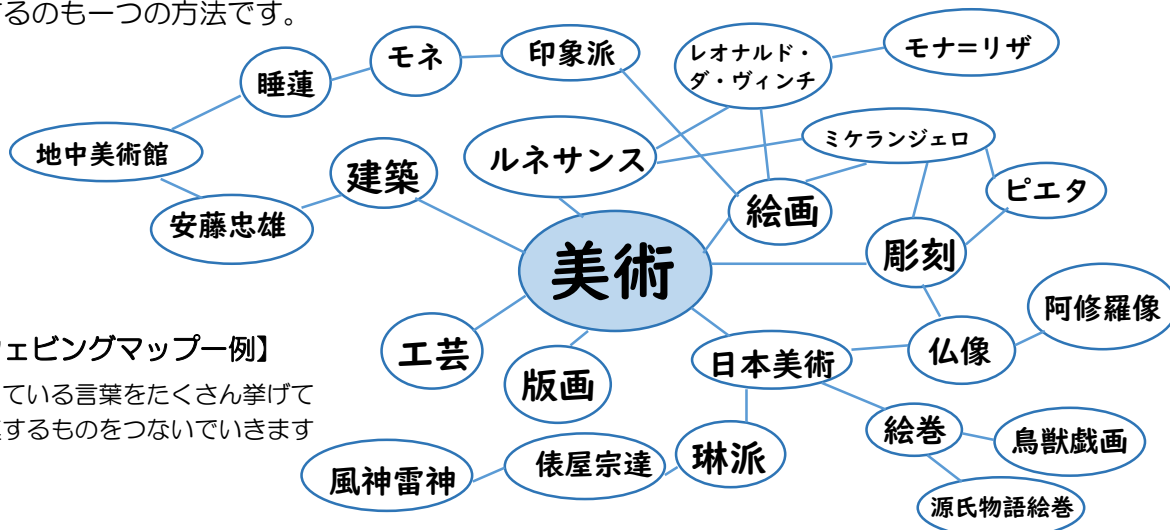 るのも一つの方法です。
モネ
印象派
レオナルド・
ダ・ヴィンチ
モナ=リザ
睡蓮
地中美術館
建築
ルネサンス
ミケランジェロ
安藤忠雄
絵画
ピエタ
美術
彫刻
阿修羅像
工芸
版画
日本美術
仏像
ェビングマップ一例】
ている言葉をたくさん挙げて
するものをつないでいきます
絵巻
鳥獣戯画
風神雷神
俵屋宗達
琳派
源氏物語絵巻